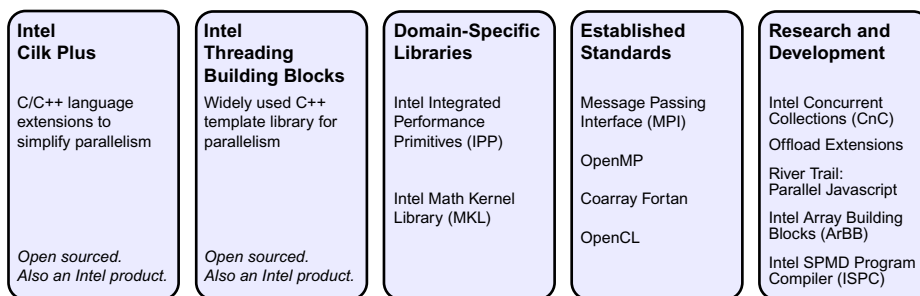 Intel
Cilk Plus
C/C++ language
extensions to
simplify parallelism
Open sourced.
Also an Intel product.
Intel
Threading
Building Blocks
Widely used C++
template library for
parallelism
Open sourced.
Also an Intel product.
Domain-Specific
Libraries
Intel Integrated
Performance
Primitives (IPP)
Intel Math Kernel
Library (MKL)
Established
Standards
Message Passing
Interface (MPI)
OpenMP
Coarray Fortan
OpenCL
Research and
Development
Intel Concurrent
Collections (CnC)
Offload Extensions
River Trail:
Parallel Javascript
Intel Array Building
Blocks (ArBB)
Intel SPMD Program
Compiler (ISPC)